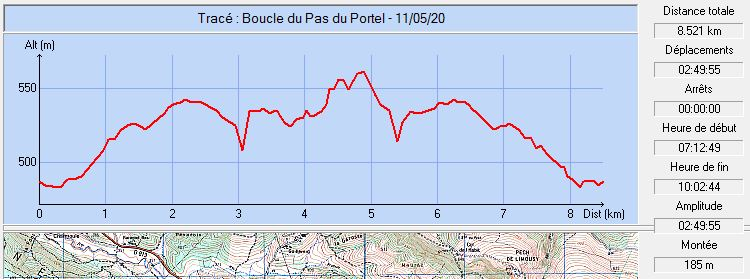 Tracé : Boucle du Pas du Portel - 11/05/20
Alt (m)
550
500
0 1 2 3 4 5 6 7 8 Dist (km)
Distance totale
8.521 km
Déplacements
02:49:55
Arrêts
00:00:00
Heure de début
07:12:49
Heure de fin
10:02:44
Amplitude
02:49:55
Montée
185 m
PECH
DE LIMOUSY